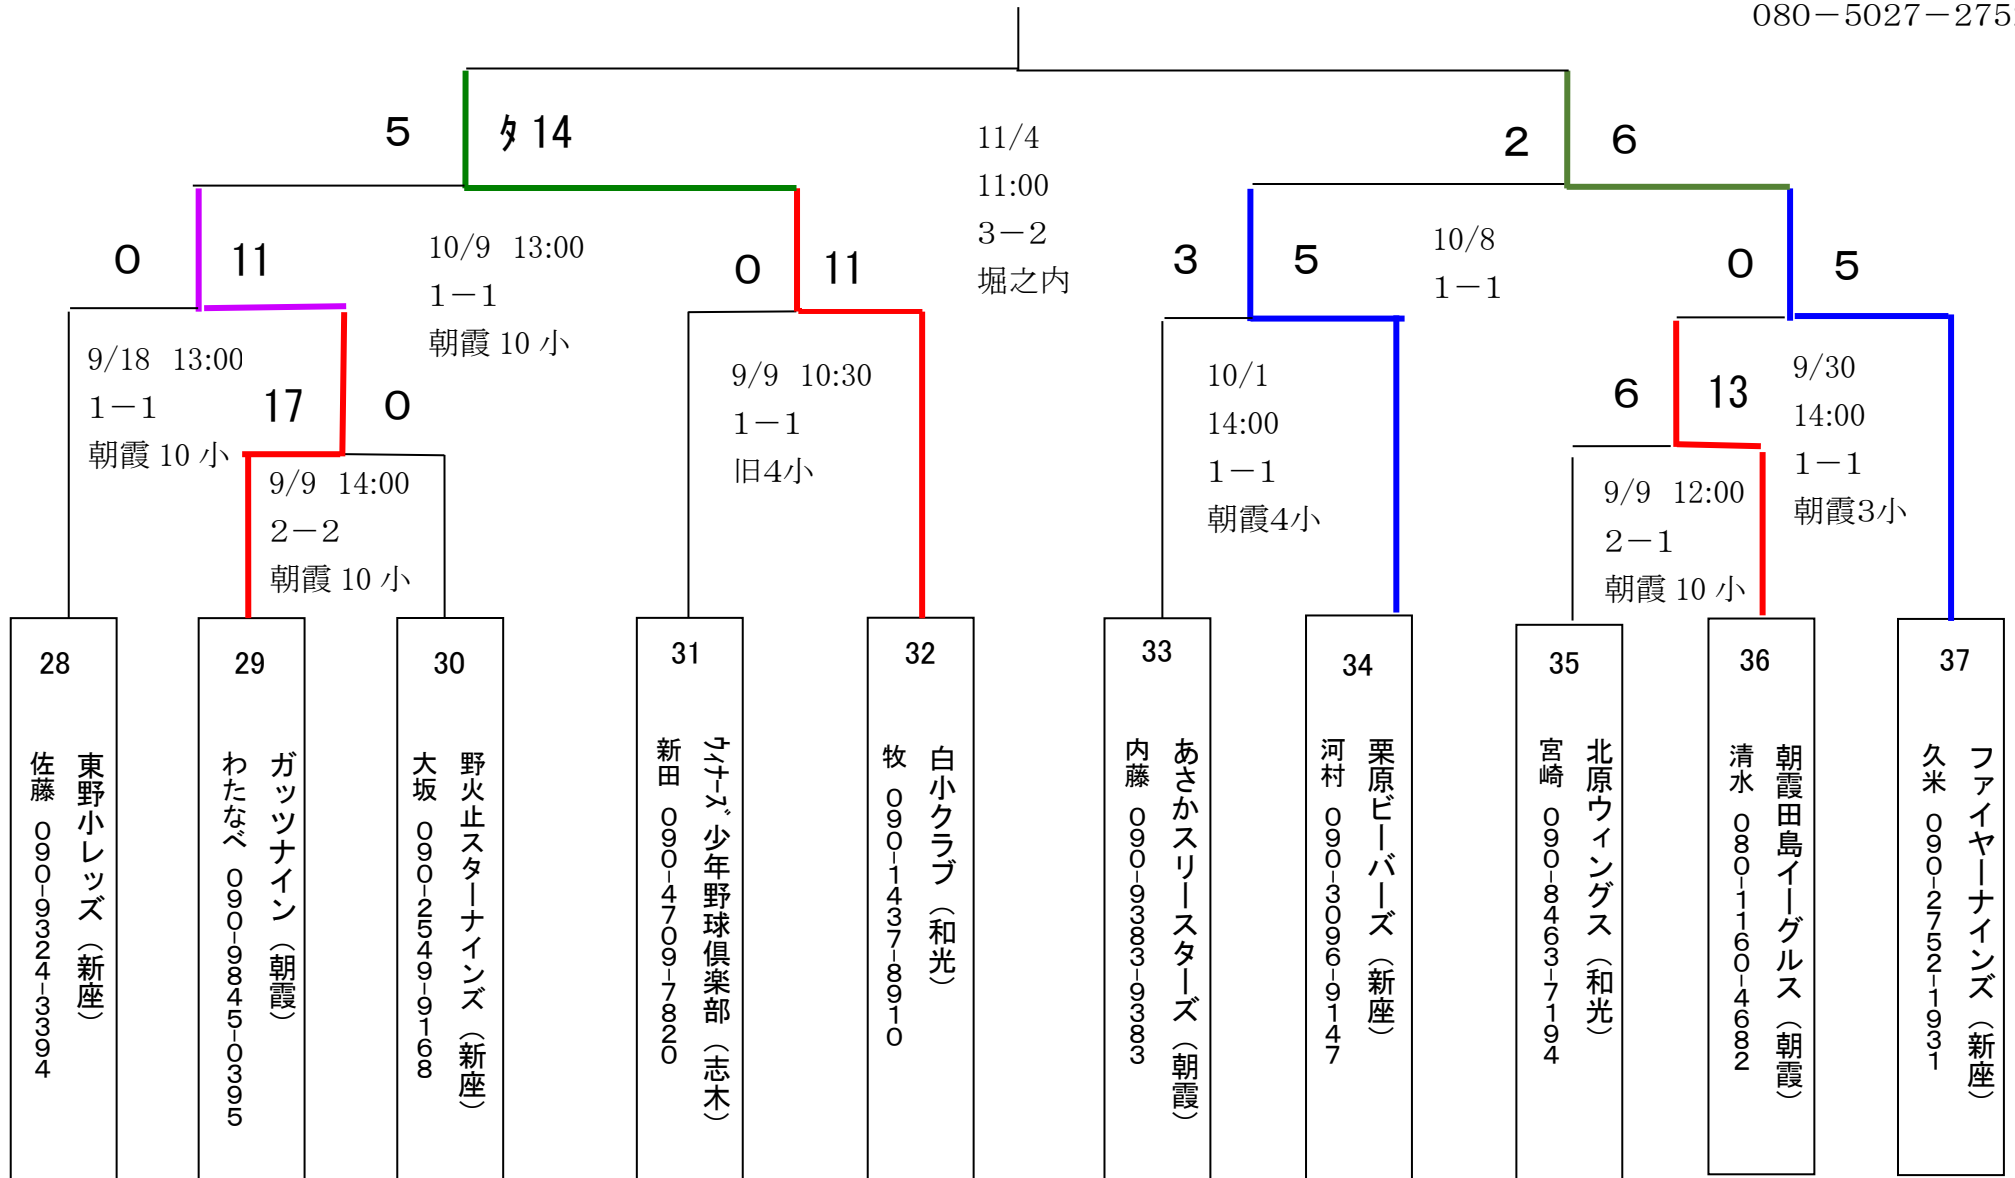 080－5027－275
5
ﾀ 14
11/4
11:00
3－2
堀之内
2
6
0
11
10/9 13:00
1－1
朝霞 10 小
0
11
3
5
10/8
1－1
0
5
9/18 13:00
1－1
朝霞 10 小
17
0
9/9 14:00
2－2
朝霞 10 小
9/9 10:30
1－1
旧4小
10/1
14:00
1－1
朝霞4小
6
13
9/9 12:00
2－1
朝霞 10 小
9/30
14:00
1－1
朝霞3小
28
東野小レッズ（新座）
佐藤 090-9324-3394
29
ガッツナイン（朝霞）
わたなべ 090-9845-0395
30
野火止スターナインズ（新座）
大坂 090-2549-9168
31
ｳｨﾅｰｽﾞ少年野球倶楽部（志木）
新田 090-4709-7820
32
白小クラブ（和光）
牧 090-1437-8910
33
あさかスリースターズ（朝霞）
内藤 090-9383-9383
34
栗原ビーバーズ（新座）
河村 090-3096-9147
35
北原ウィングス（和光）
宮崎 090-8463-7194
36
朝霞田島イーグルス（朝霞）
清水 080-1160-4682
37
ファイヤーナインズ（新座）
久米 090-2752-1931